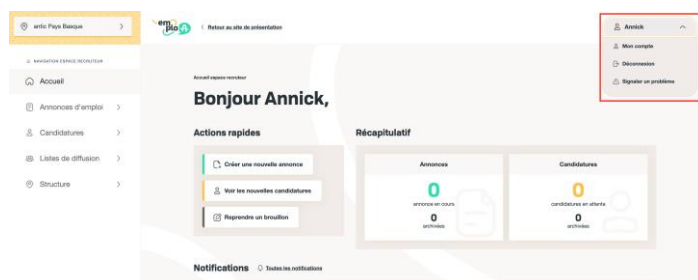 antic Pays Basque
NAVIGATION ESPACE RECRUTEUR
Accueil
Annonces d'emploi
Candidatures
Listes de diffusion
Structure
emploi A
Retour au site de présentation
Annick
Mon compte
Déconnexion
Signaler un problème
Accueil espace recruteur
Bonjour Annick,
Actions rapides
Créer une nouvelle annonce
Voir les nouvelles candidatures
Reprendre un brouillon
Récapitulatif
Annonces
0
annonce en cours
0
archivées
Candidatures
0
candidatures en attente
0
archivées
Notifications
Toutes les notifications